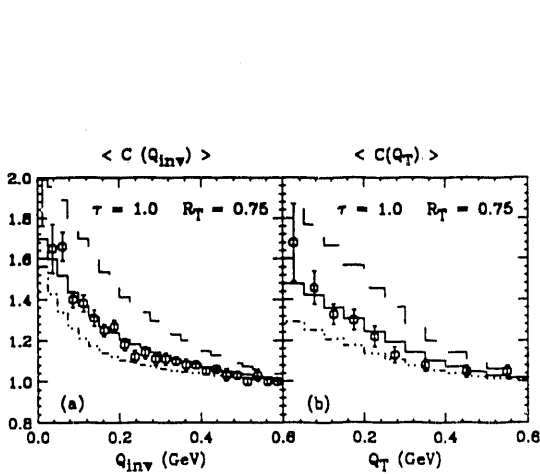 < C (Q_inv) > < C(Q_T) >
τ = 1.0 R_T = 0.75 τ = 1.0 R_T = 0.75
2.0
1.8
1.6
1.4
1.2
1.0
0.8
(a) (b)
0.0 0.2 0.4 0.6 0.2 0.4 0.6
Q_inv (GeV) Q_T (GeV)